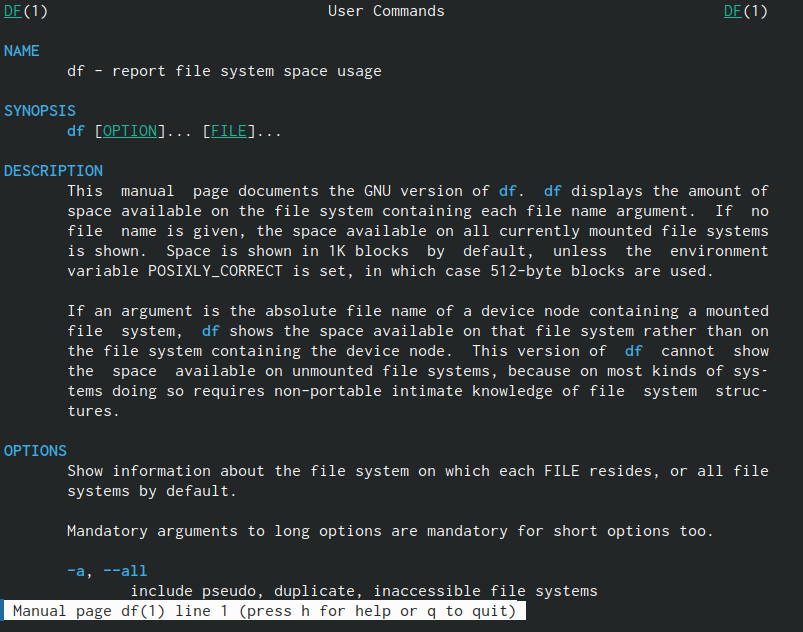 DF(1) User Commands DF(1)
NAME
df - report file system space usage
SYNOPSIS
df [OPTION]... [FILE]...
DESCRIPTION
This manual page documents the GNU version of df. df displays the amount of
space available on the file system containing each file name argument. If no
file name is given, the space available on all currently mounted file systems
is shown. Space is shown in 1K blocks by default, unless the environment
variable POSIXLY_CORRECT is set, in which case 512-byte blocks are used.
If an argument is the absolute file name of a device node containing a mounted
file system, df shows the space available on that file system rather than on
the file system containing the device node. This version of df cannot show
the space available on unmounted file systems, because on most kinds of sys-
tems doing so requires non-portable intimate knowledge of file system struc-
tures.
OPTIONS
Show information about the file system on which each FILE resides, or all file
systems by default.
Mandatory arguments to long options are mandatory for short options too.
-a, --all
include pseudo, duplicate, inaccessible file systems
Manual page df(1) line 1 (press h for help or q to quit)